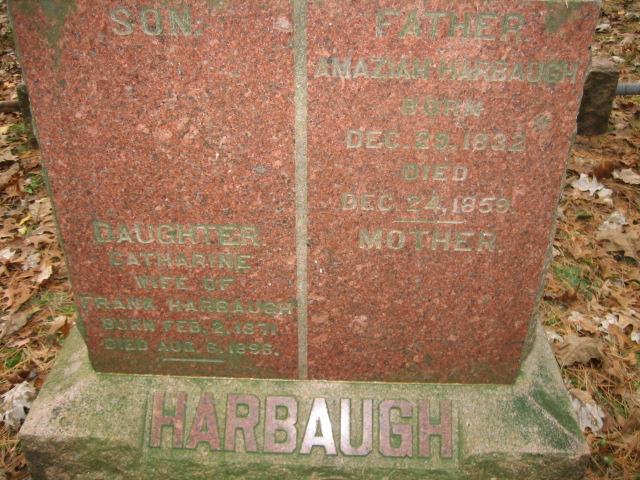 SON.
DAUGHTER.
CATHARINE
WIFE OF
FRANK HARBAUGH
BORN FEB. 2, 1871.
DIED AUG. 6, 1896.
FATHER
AMAZIAH HARBAUGH
BORN
DEC. 29, 1832
DIED
DEC. 24, 1859.
MOTHER.
HARBAUGH